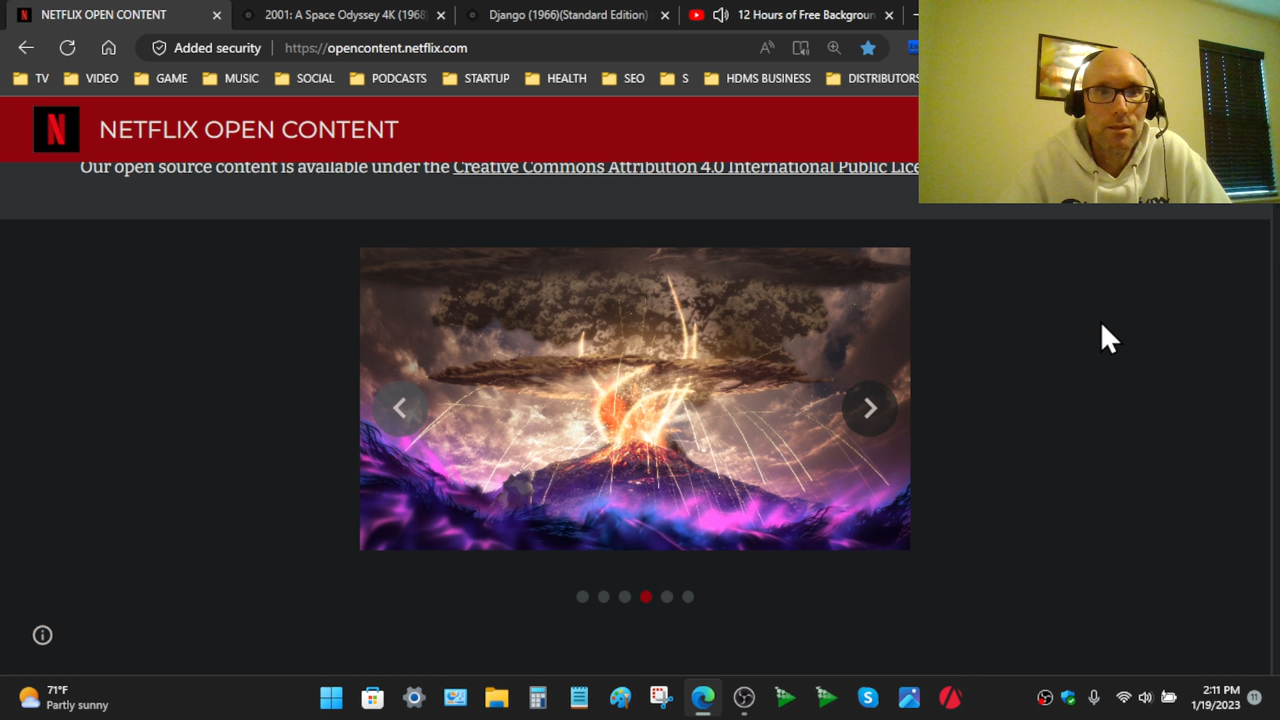 NETFLIX OPEN CONTENT
2001: A Space Odyssey 4K (1968)
Django (1966)(Standard Edition)
12 Hours of Free Backgroun
Added security
https://opencontent.netflix.com
TV
VIDEO
GAME
MUSIC
SOCIAL
PODCASTS
STARTUP
HEALTH
SEO
S
HDMS BUSINESS
DISTRIBUTORS
N NETFLIX OPEN CONTENT
Our open source content is available under the Creative Commons Attribution 4.0 International Public Lice
71°F
Partly sunny
2:11 PM
1/19/2023
11